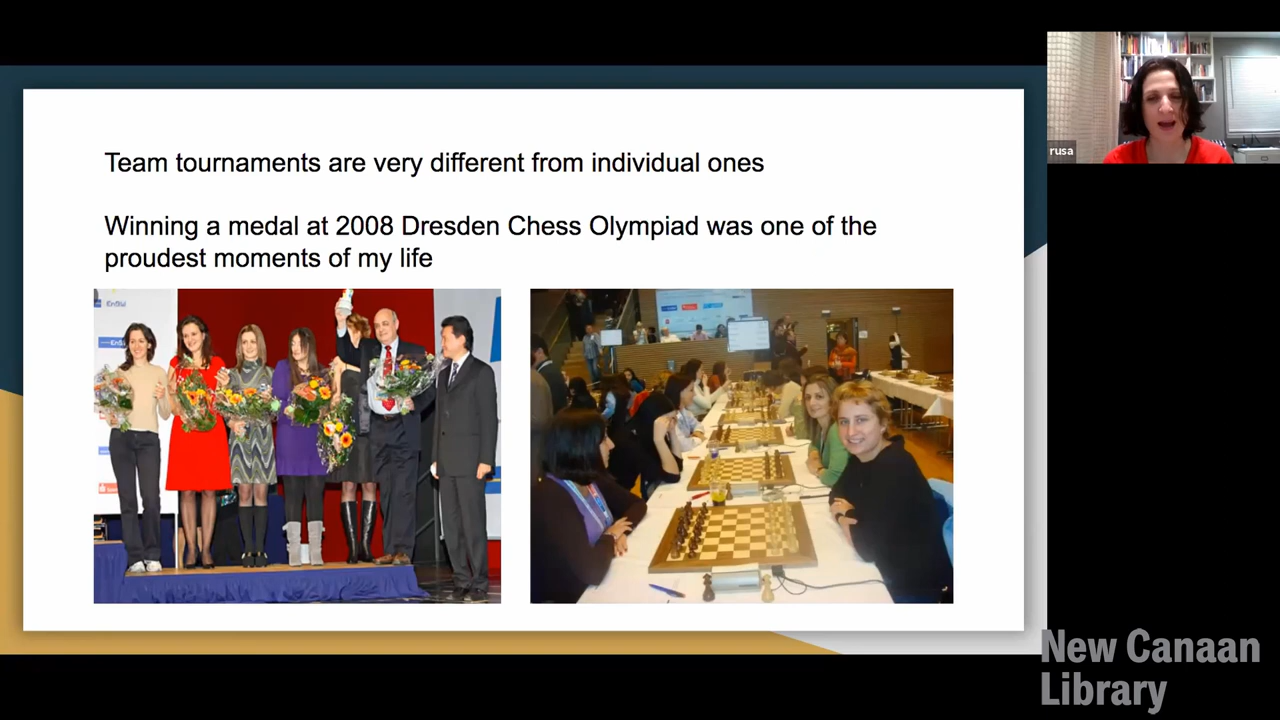 Team tournaments are very different from individual ones
Winning a medal at 2008 Dresden Chess Olympiad was one of the
proudest moments of my life
rusa
New Canaan
Library